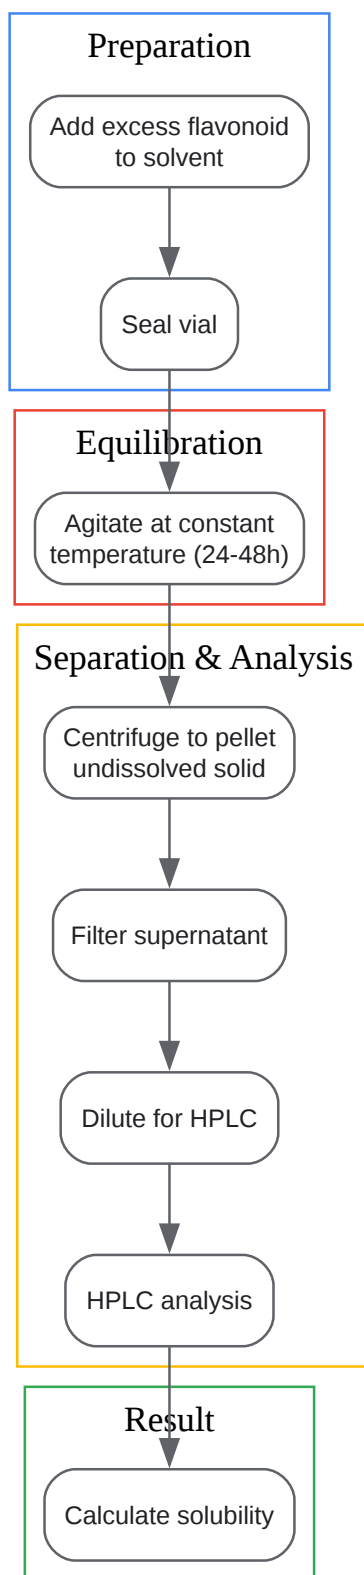 Preparation
Add excess flavonoid
to solvent
Seal vial
Equilibration
Agitate at constant
temperature (24-48h)
Separation & Analysis
Centrifuge to pellet
undissolved solid
Filter supernatant
Dilute for HPLC
HPLC analysis
Result
Calculate solubility